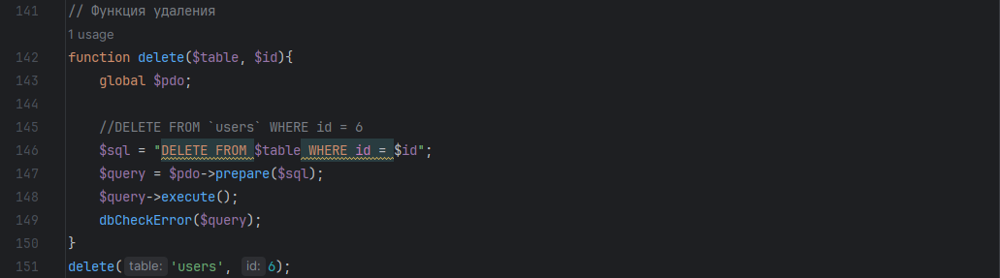 141 // Функция удаления
1 usage
142 function delete($table, $id){
143 global $pdo;
144
145 //DELETE FROM `users` WHERE id = 6
146 $sql = "DELETE FROM $table WHERE id = $id";
147 $query = $pdo->prepare($sql);
148 $query->execute();
149 dbCheckError($query);
150 }
151 delete( table: 'users', id: 6);